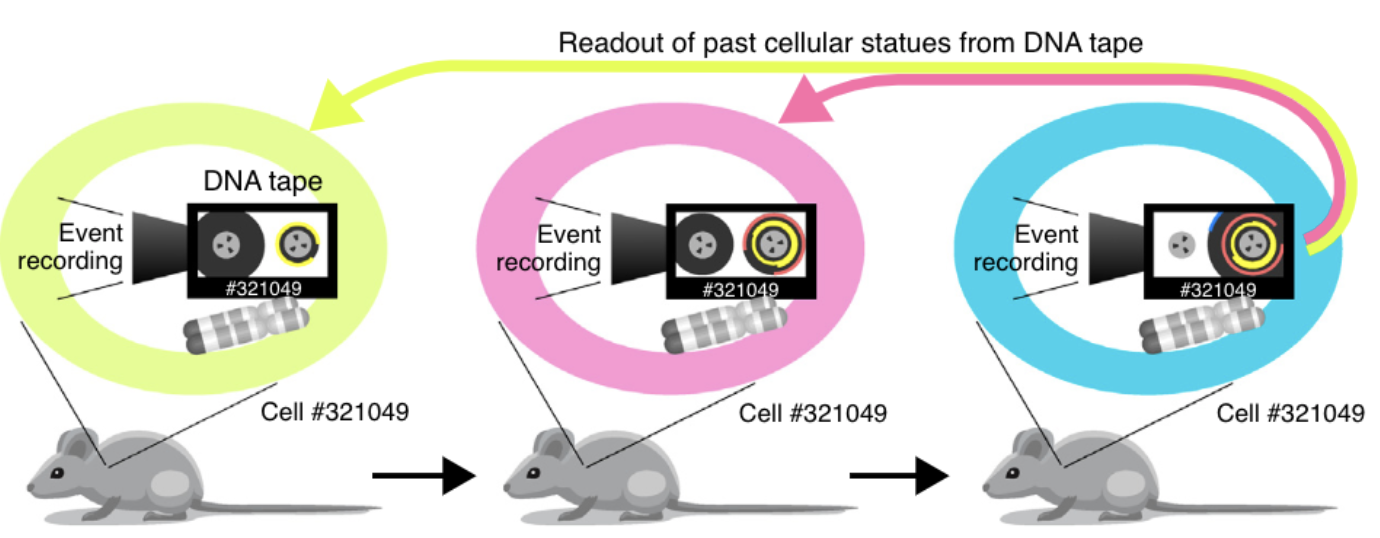 Readout of past cellular statues from DNA tape
DNA tape
Event
recording
#321049
Cell #321049
Event
recording
#321049
Cell #321049
Event
recording
#321049
Cell #321049